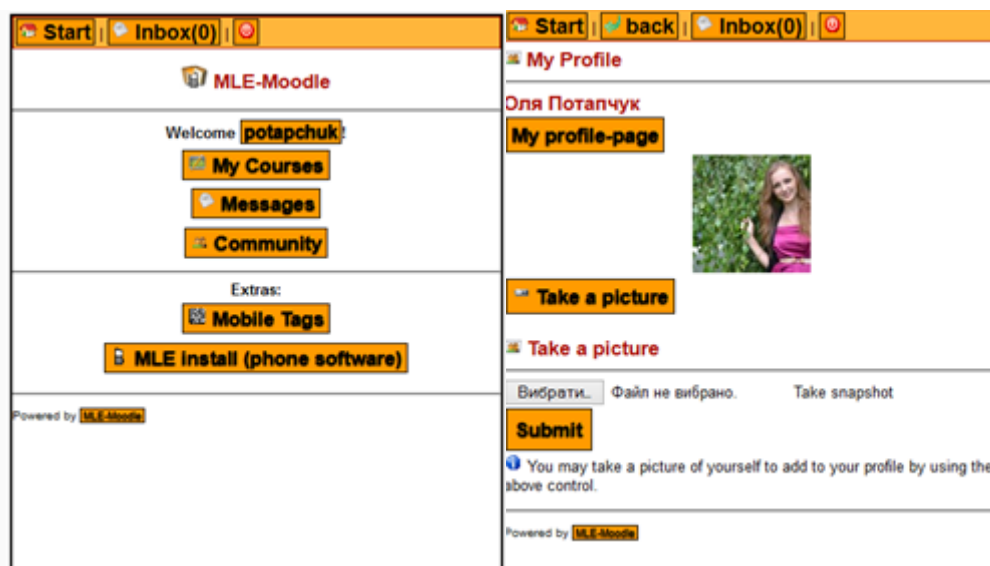 Start | Inbox(0) |
MLE-Moodle
Welcome potapchuk!
My Courses
Messages
Community
Extras:
Mobile Tags
MLE install (phone software)
Powered by MLE-Moodle
Start | back | Inbox(0) |
My Profile
Оля Потапчук
My profile-page
Take a picture
Take a picture
Вибрати.. Файл не вибрано. Take snapshot
Submit
You may take a picture of yourself to add to your profile by using the
above control.
Powered by MLE-Moodle